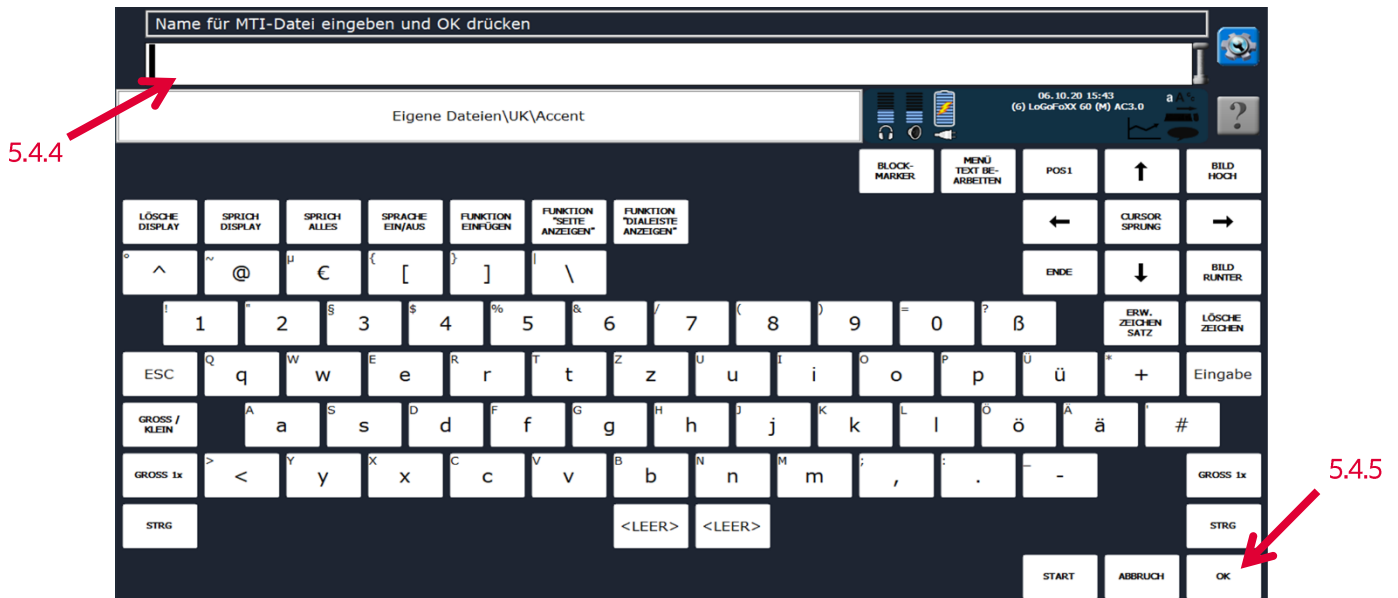 Name für MTI-Datei eingeben und OK drücken
5.4.4
Eigene Dateien\UK\Accent
06.10.20 15:43
(6) LoGoFoXX 60 (M) AC3.0
?
BLOCK-
MARKER
MENÜ
TEXT BE-
ARBEITEN
POS1
↑
BILD
HOCH
LÖSCHE
DISPLAY
SPRICH
DISPLAY
SPRICH
ALLES
SPRACHE
EIN/AUS
FUNKTION
EINFÜGEN
FUNKTION
"SEITE
ANZEIGEN"
FUNKTION
"DIALEISTE
ANZEIGEN"
←
CURSOR
SPRUNG
→
° ^
~ @
µ €
{ [
} ]
| \
ENDE
↓
BILD
RUNTER
! 1
" 2
§ 3
$ 4
% 5
& 6
/ 7
( 8
) 9
= 0
? ß
ERW.
ZEICHEN
SATZ
LÖSCHE
ZEICHEN
ESC
Q q
W w
E e
R r
T t
Z z
U u
I i
O o
P p
Ü ü
* +
Eingabe
GROSS /
KLEIN
A a
S s
D d
F f
G g
H h
J j
K k
L l
Ö ö
Ä ä
' #
GROSS 1x
> <
Y y
X x
C c
V v
B b
N n
M m
; ,
: .
_ -
GROSS 1x
5.4.5
STRG
<LEER>
<LEER>
STRG
START
ABBRUCH
OK